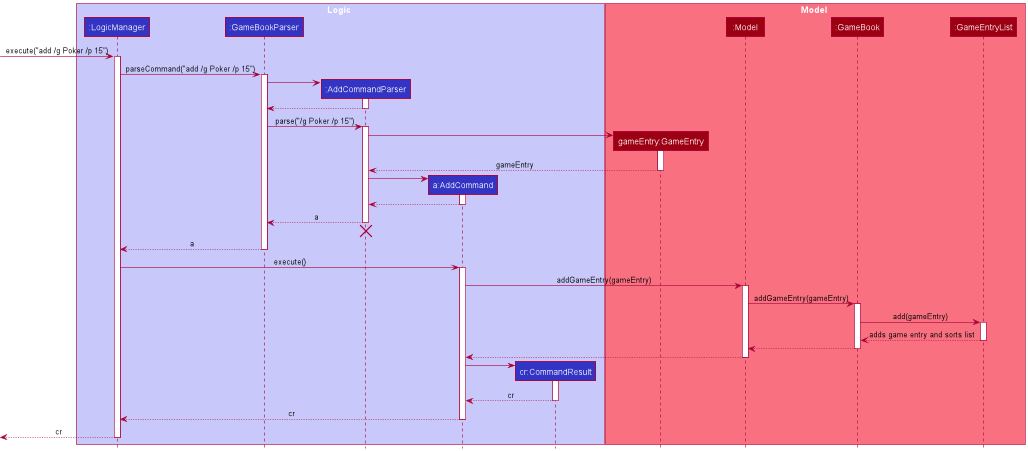 Logic
Model
:LogicManager
:GameBookParser
:Model
:GameBook
:GameEntryList
execute("add /g Poker /p 15")
parseCommand("add /g Poker /p 15")
:AddCommandParser
parse("/g Poker /p 15")
gameEntry:GameEntry
gameEntry
a:AddCommand
a
a
execute()
addGameEntry(gameEntry)
addGameEntry(gameEntry)
add(gameEntry)
adds game entry and sorts list
cr:CommandResult
cr
cr
cr